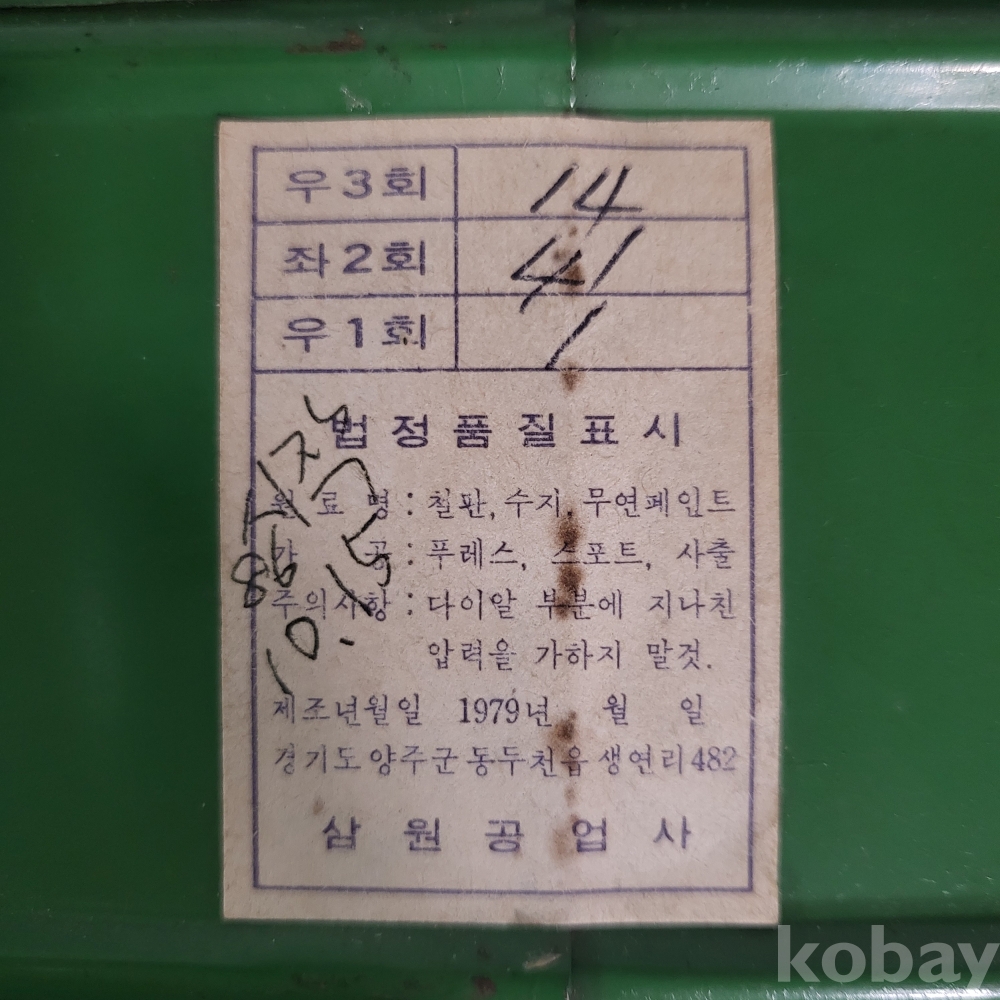 우3회 14
좌2회 41
우1회 1
법정품질표시
원료명 : 철판, 수지, 무연페인트
가공 : 푸레스, 스포트, 사출
주의사항 : 다이알 부분에 지나친
압력을 가하지 말것.
제조년월일 1979년 월 일
경기도양주군동두천읍생연리482
삼원공업사
kobay